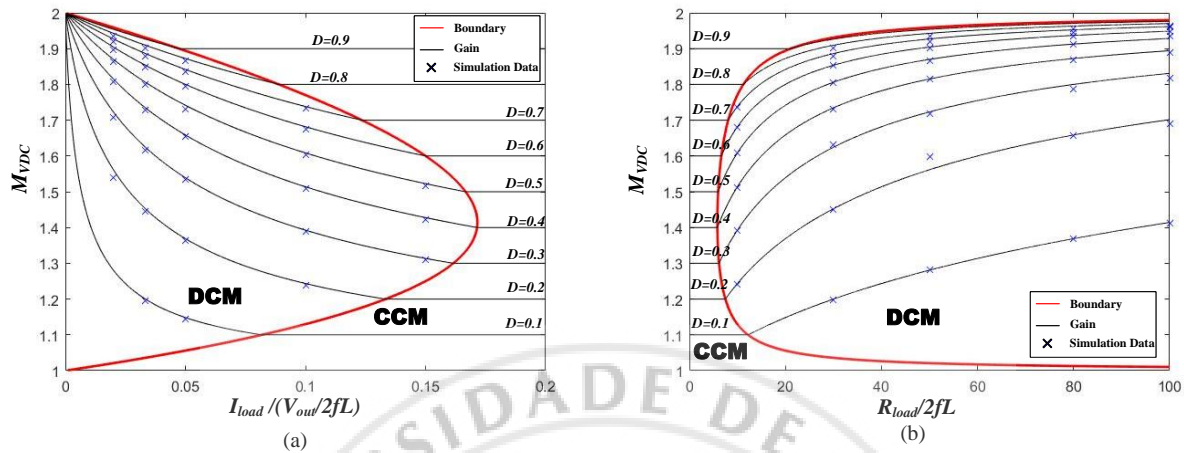 2
1.9
1.8
1.7
1.6
1.5
1.4
1.3
1.2
1.1
1
M_VDC
D=0.9
D=0.8
D=0.7
D=0.6
D=0.5
D=0.4
D=0.3
D=0.2
D=0.1
Boundary
Gain
Simulation Data
DCM
CCM
0 0.05 0.1 0.15 0.2
I_load/(V_out/2fL)
(a)
2
1.9
1.8
1.7
1.6
1.5
1.4
1.3
1.2
1.1
1
M_VDC
D=0.9
D=0.8
D=0.7
D=0.6
D=0.5
D=0.4
D=0.3
D=0.2
D=0.1
CCM
DCM
Boundary
Gain
Simulation Data
0 20 40 60 80 100
R_load/2fL
(b)
SIDADE DE